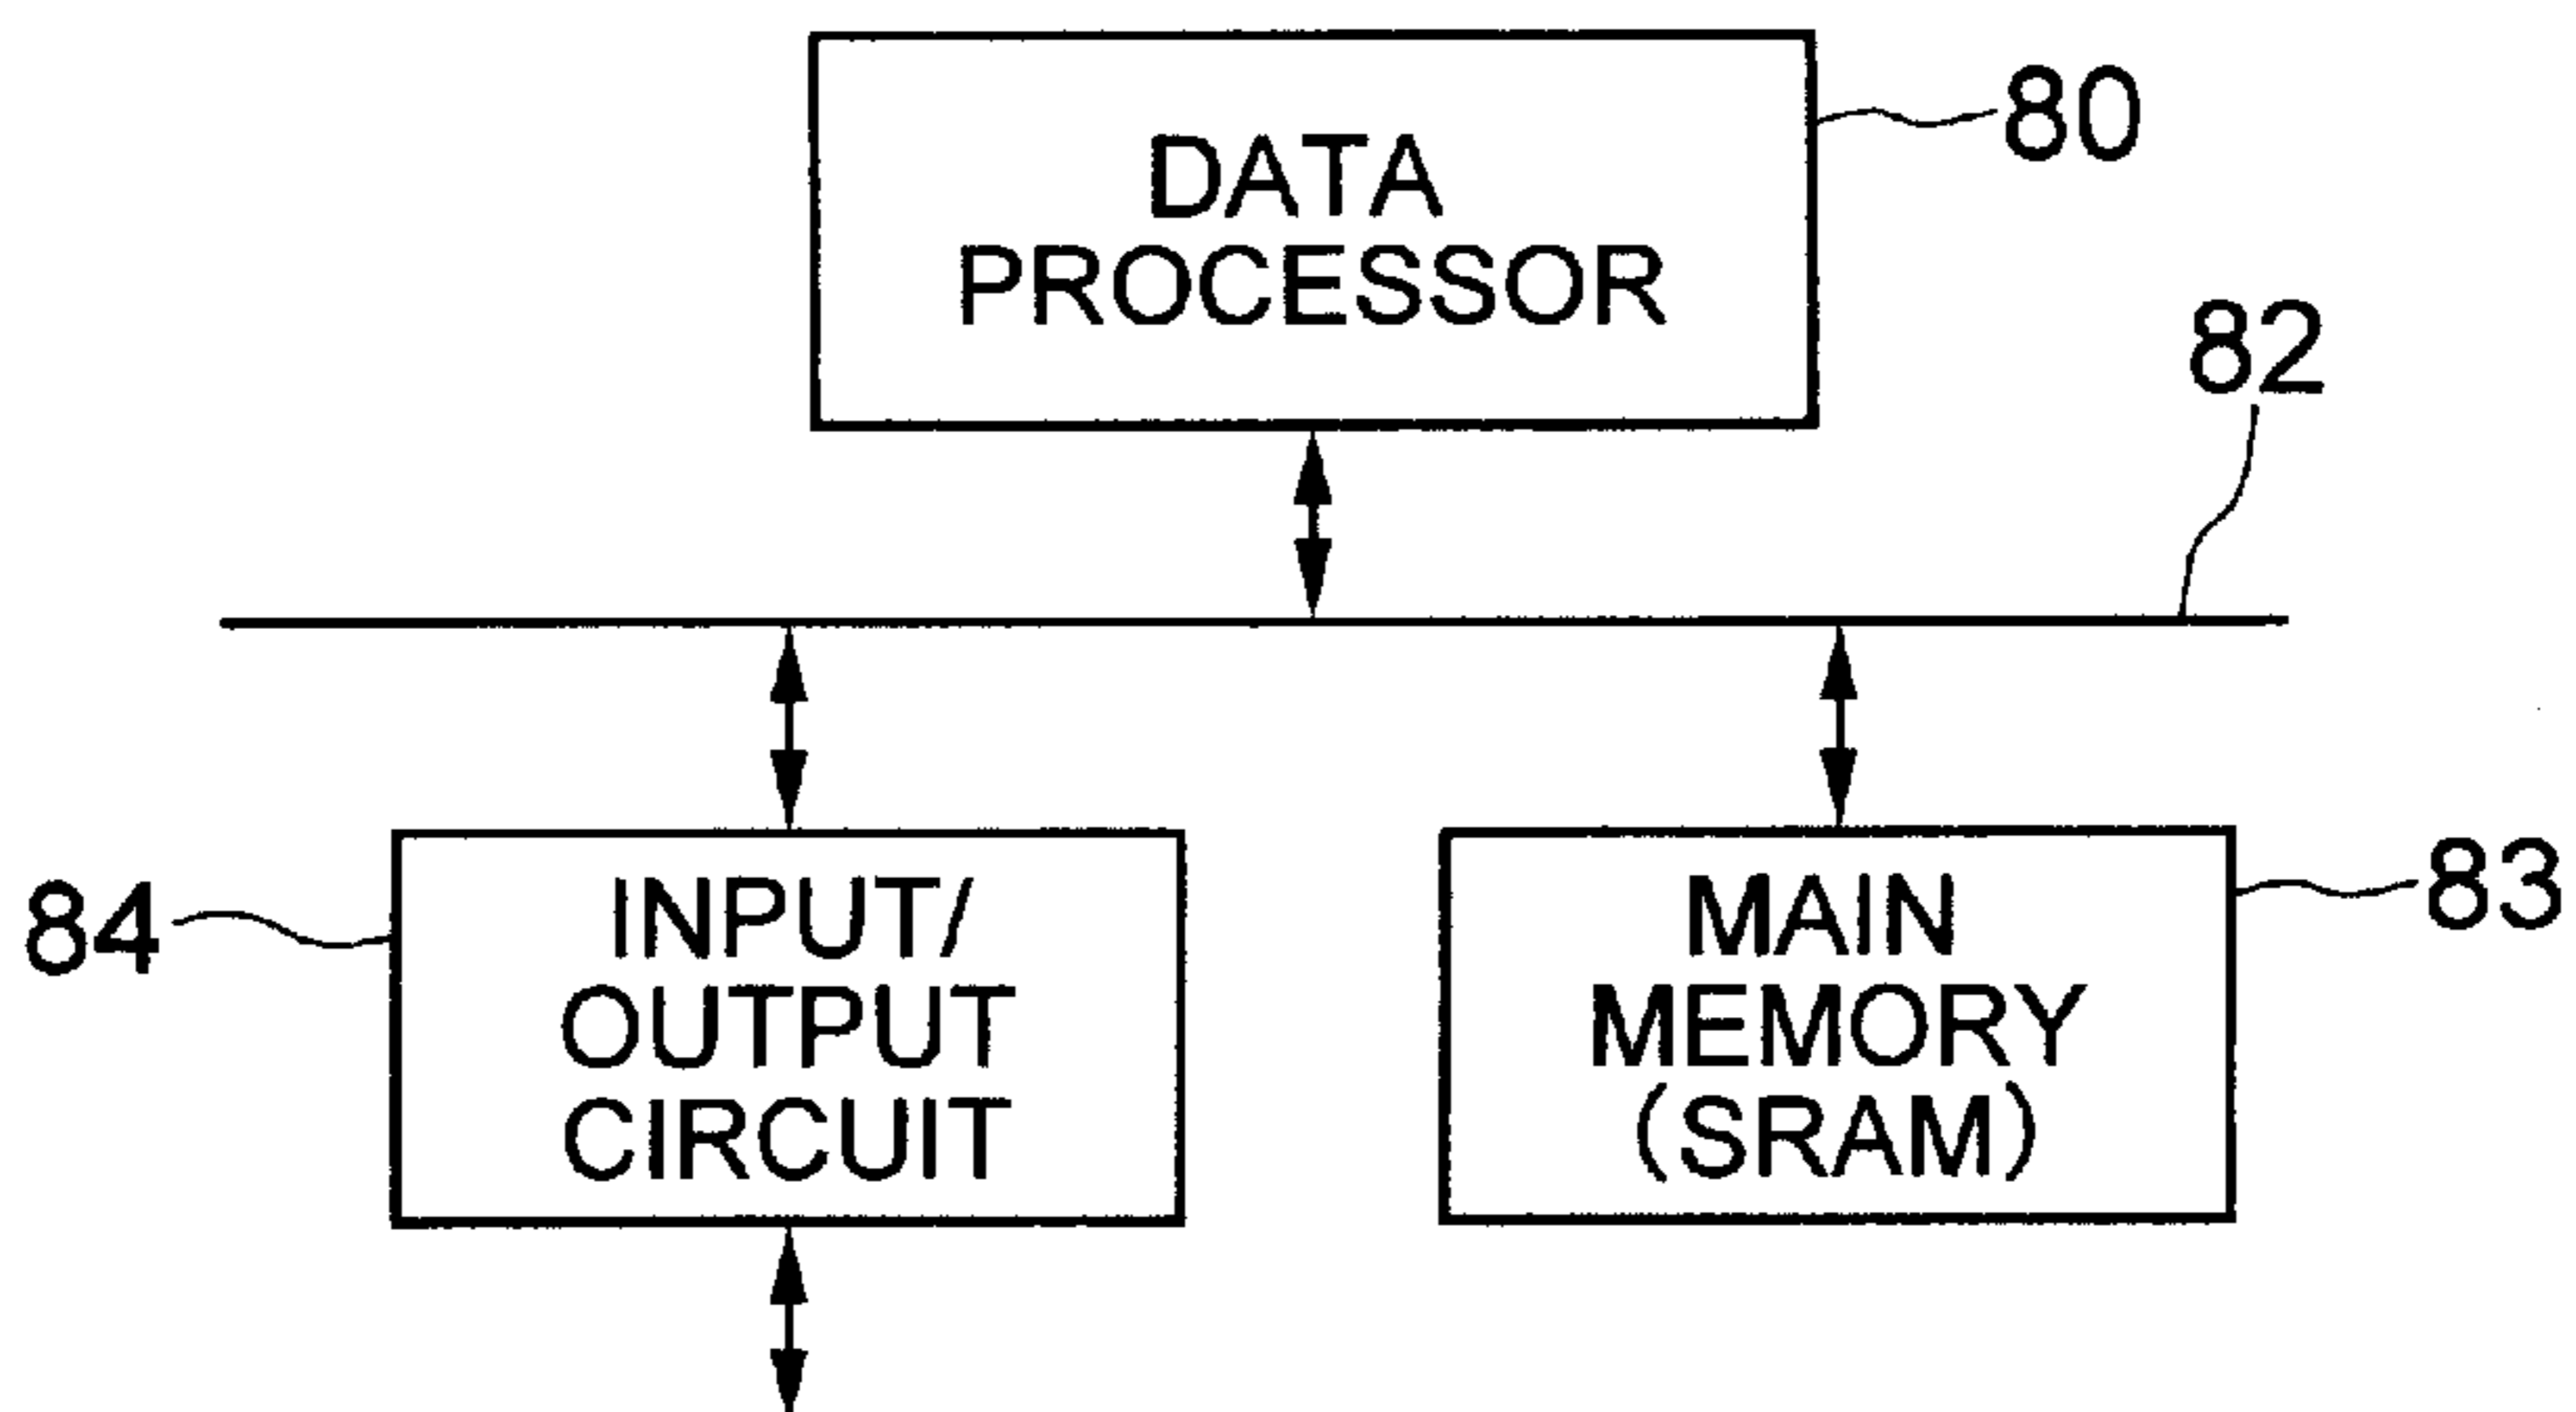 DATA
PROCESSOR
80
82
84
INPUT/
OUTPUT
CIRCUIT
MAIN
MEMORY
(SRAM)
83